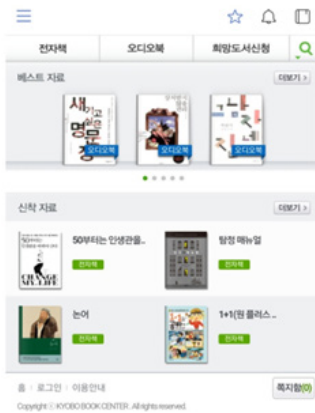 전자책 오디오북 희망도서신청
베스트 자료 더보기 >
오디오북 오디오북 오디오북
신착 자료 더보기 >
50부터는 인생관을..
전자책
탐정 매뉴얼
전자책
CHANGE
MY LIFE
논어
전자책
1+1(원 플러스 ..
전자책
홈 | 로그인 | 이용안내 쪽지함(0)
Copyright ⓒ KYOBO BOOK CENTER. All rights reserved.